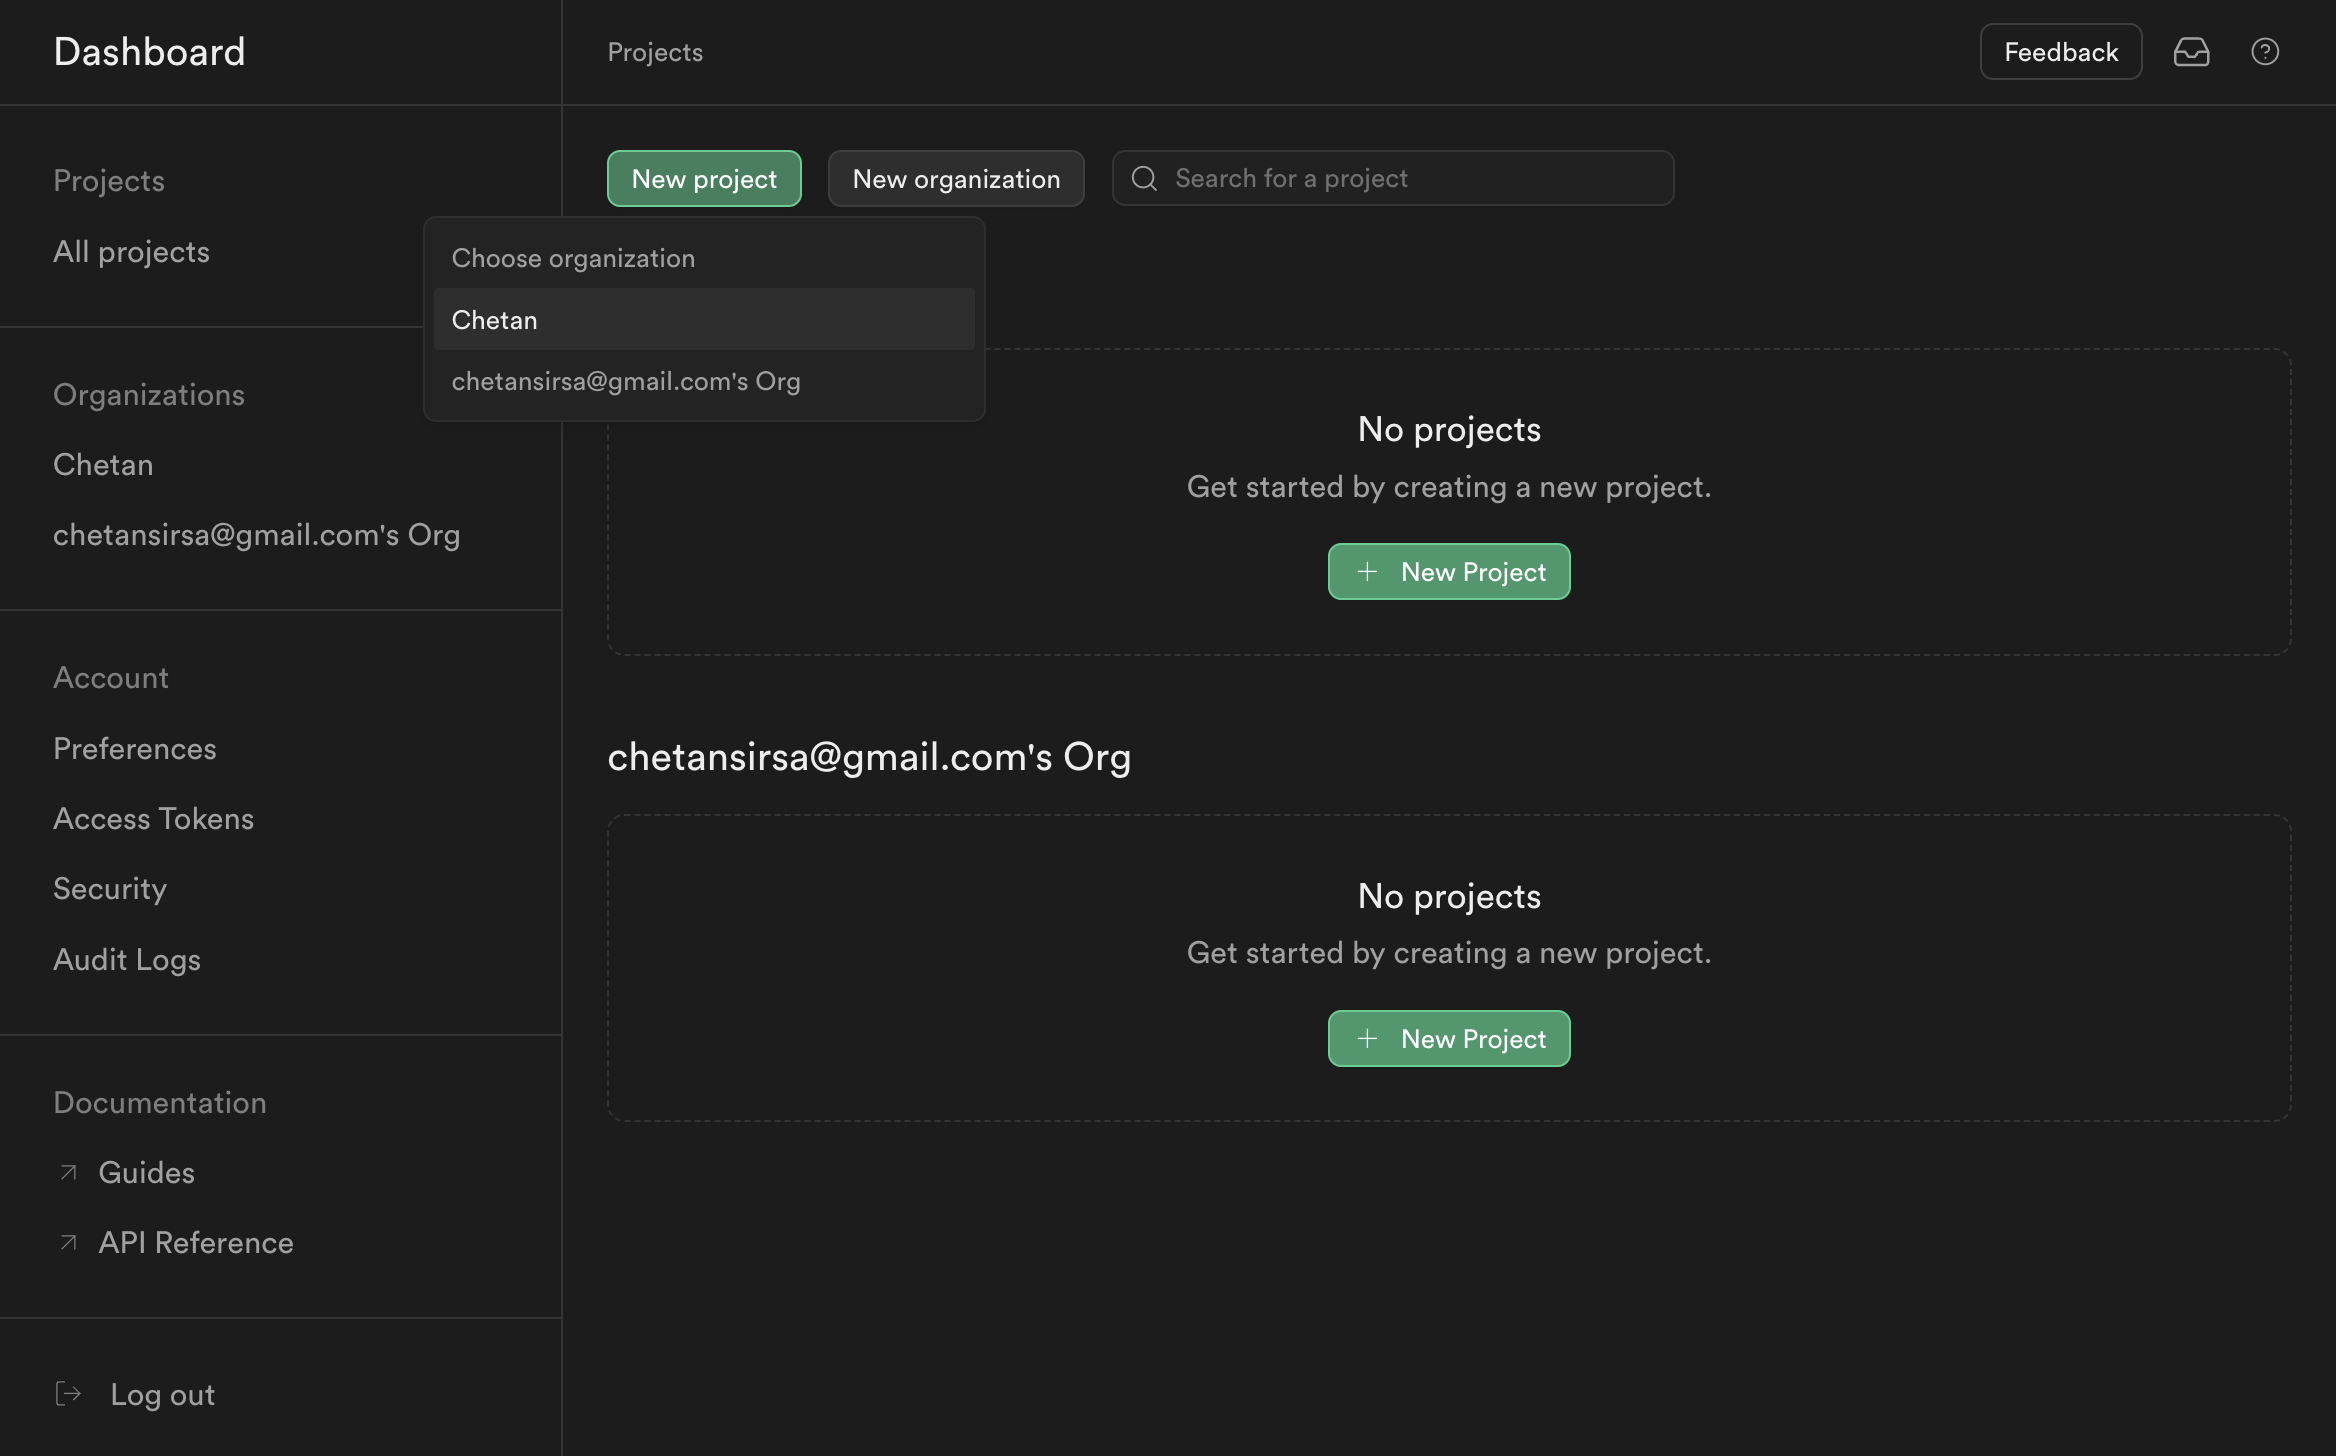 Dashboard
Projects
All projects
Organizations
Chetan
chetansirsa@gmail.com's Org
Account
Preferences
Access Tokens
Security
Audit Logs
Documentation
Guides
API Reference
Log out
Projects
Feedback
New project
New organization
Search for a project
Choose organization
Chetan
chetansirsa@gmail.com's Org
No projects
Get started by creating a new project.
New Project
chetansirsa@gmail.com's Org
No projects
Get started by creating a new project.
New Project